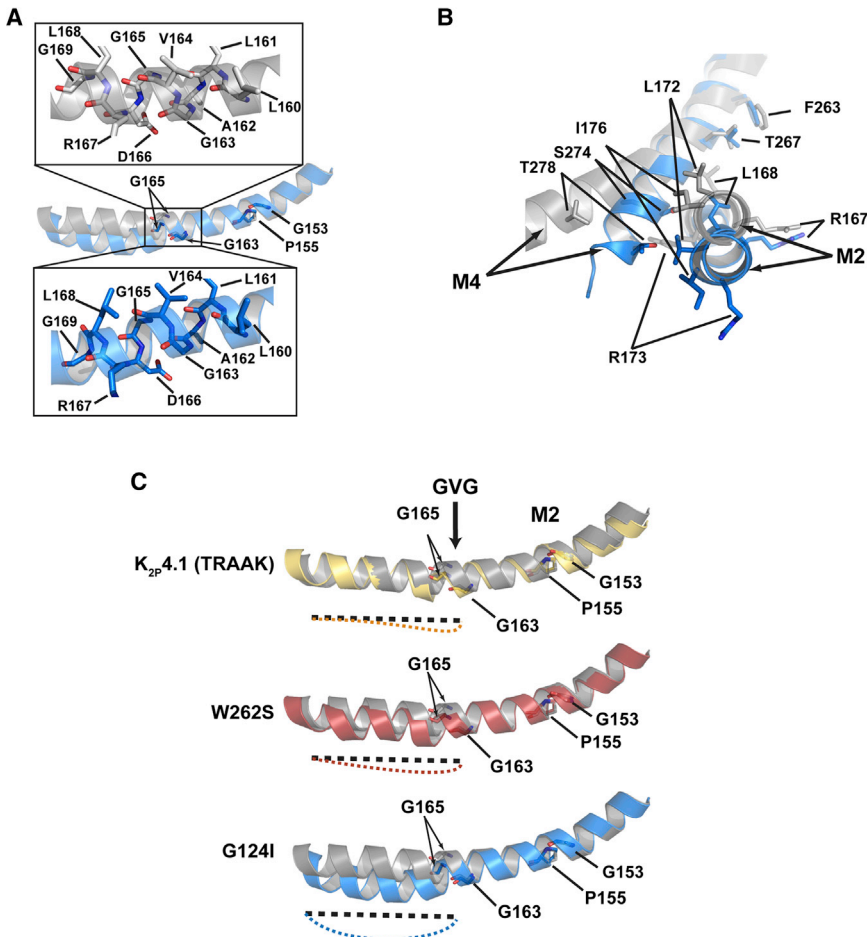 A
L168
G165
V164
L161
G169
L160
R167
A162
G163
D166
G165
G153
G163
P155
V164
L161
G165
L168
G169
L160
A162
G163
R167
D166
B
L172
F263
I176
T267
S274
T278
L168
R167
M2
M4
R173
C
GVG
G165
M2
K2P4.1 (TRAAK)
G153
P155
G163
G165
W262S
G153
P155
G163
G165
G124I
G153
P155
G163